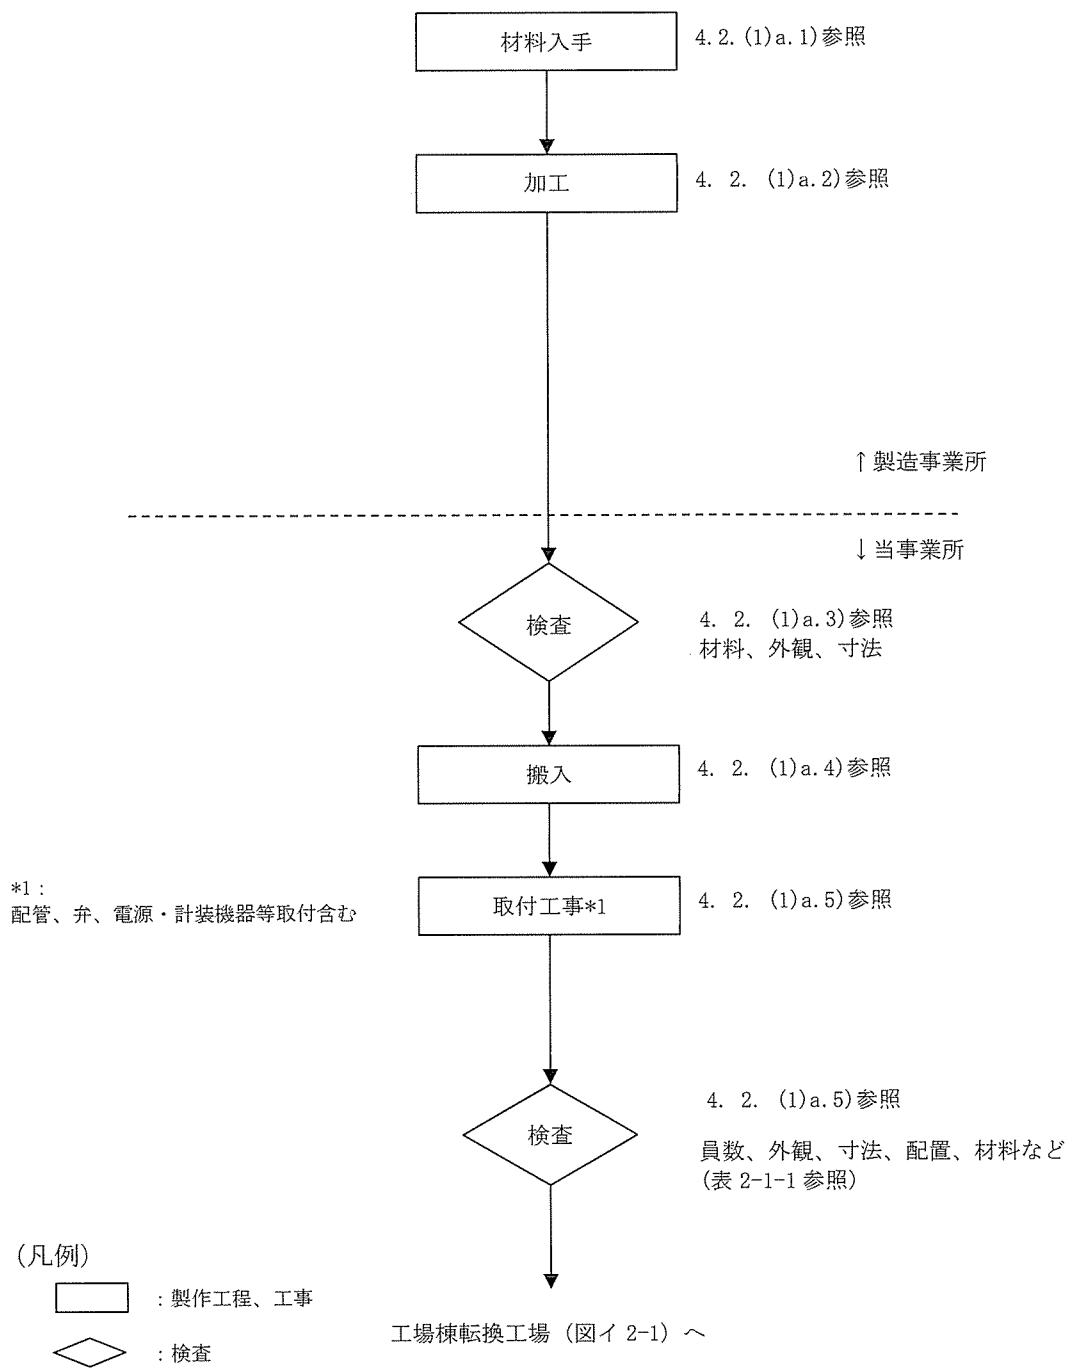 材料入手
4.2.(1)a.1)参照
加工
4. 2. (1)a.2)参照
↑製造事業所
↓当事業所
検査
4. 2. (1)a.3)参照
材料、外観、寸法
搬入
4. 2. (1)a.4)参照
*1：
配管、弁、電源・計装機器等取付含む
取付工事*1
4. 2. (1)a.5)参照
検査
4. 2. (1)a.5)参照
員数、外観、寸法、配置、材料など
(表 2-1-1 参照)
(凡例)
：製作工程、工事
：検査
工場棟転換工場（図イ 2-1）へ